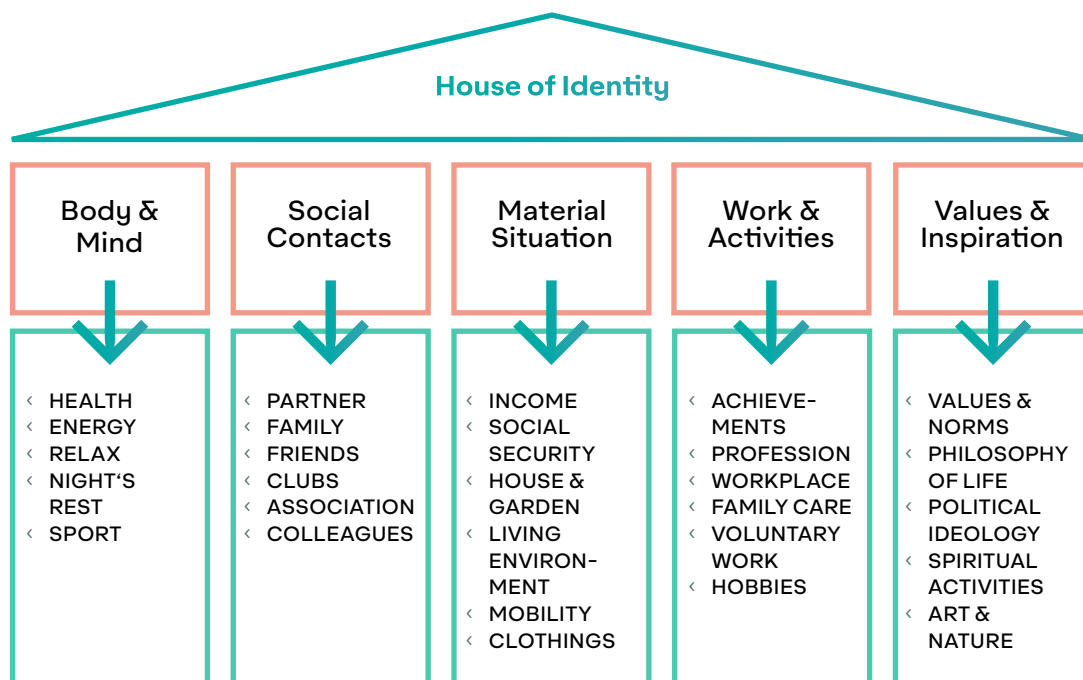 House of Identity
Body &
Mind
Social
Contacts
Material
Situation
Work &
Activities
Values &
Inspiration
‹ HEALTH
‹ ENERGY
‹ RELAX
‹ NIGHT‘S
REST
‹ SPORT
‹ PARTNER
‹ FAMILY
‹ FRIENDS
‹ CLUBS
‹ ASSOCIATION
‹ COLLEAGUES
‹ INCOME
‹ SOCIAL
SECURITY
‹ HOUSE &
GARDEN
‹ LIVING
ENVIRON-
MENT
‹ MOBILITY
‹ CLOTHINGS
‹ ACHIEVE-
MENTS
‹ PROFESSION
‹ WORKPLACE
‹ FAMILY CARE
‹ VOLUNTARY
WORK
‹ HOBBIES
‹ VALUES &
NORMS
‹ PHILOSOPHY
OF LIFE
‹ POLITICAL
IDEOLOGY
‹ SPIRITUAL
ACTIVITIES
‹ ART &
NATURE